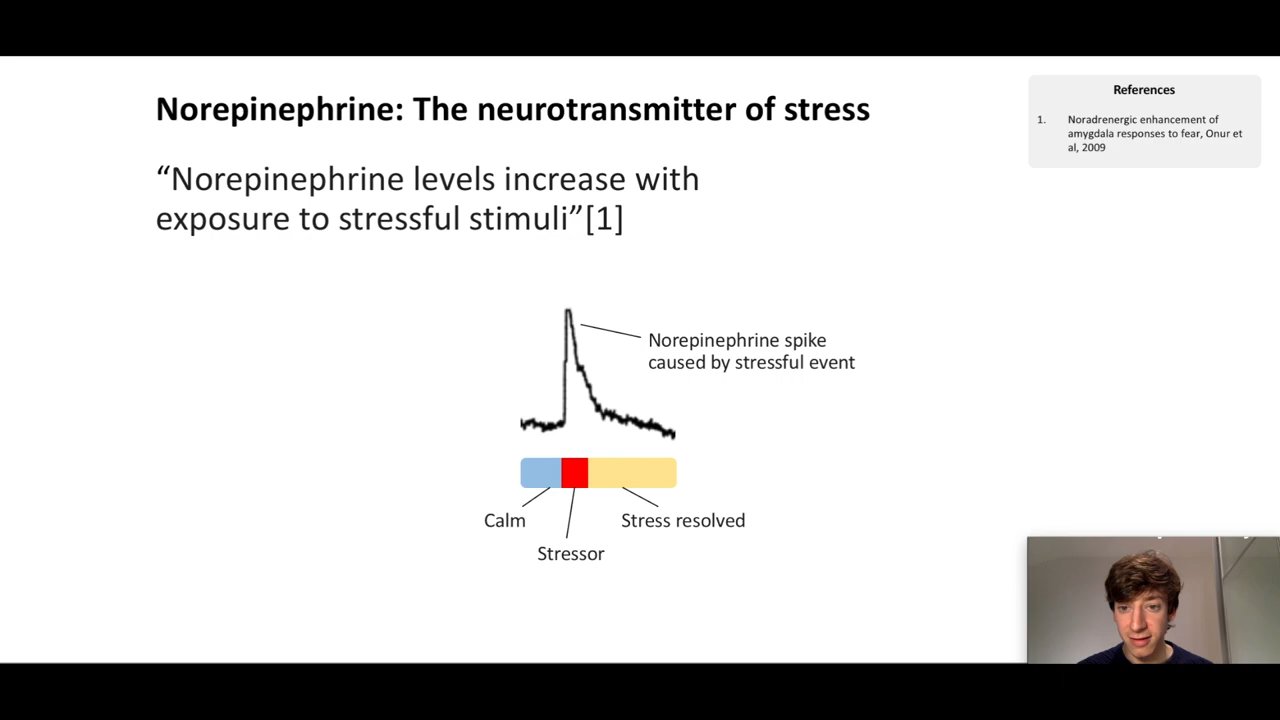 Norepinephrine: The neurotransmitter of stress
“Norepinephrine levels increase with
exposure to stressful stimuli”[1]
References
1. Noradrenergic enhancement of
amygdala responses to fear, Onur et
al, 2009
Norepinephrine spike
caused by stressful event
Calm
Stress resolved
Stressor